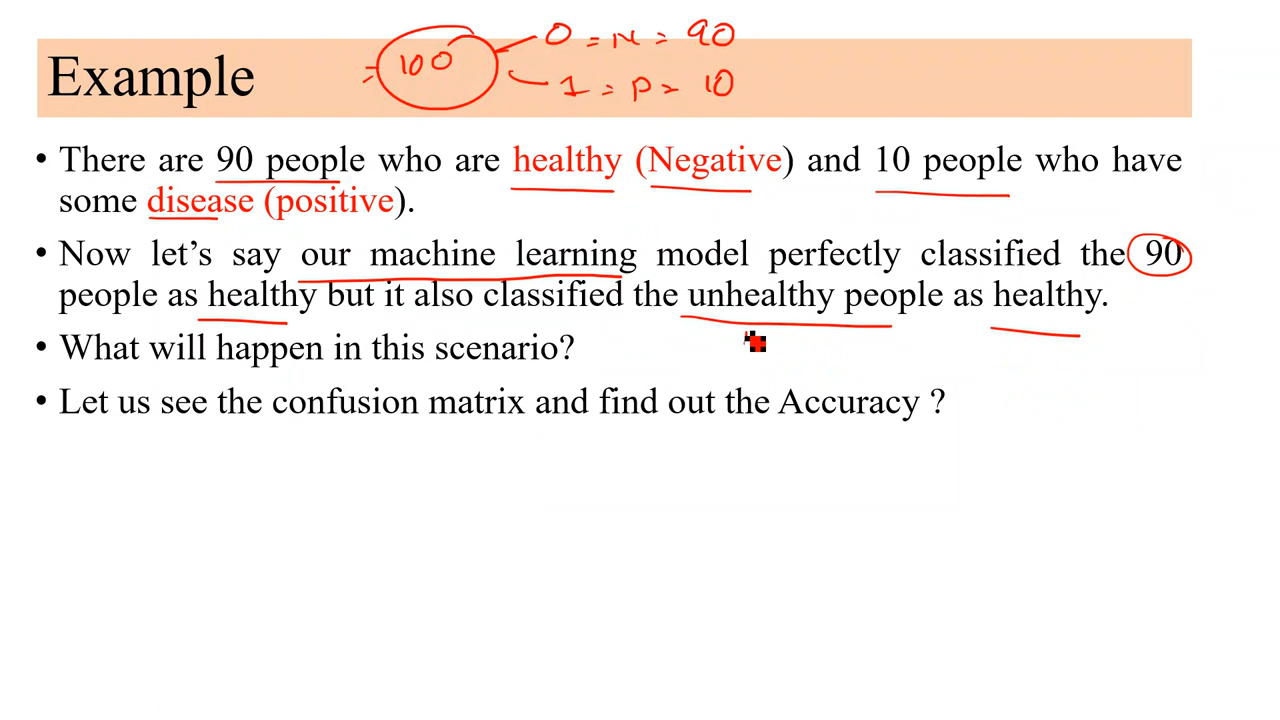 0 = N = 90
100
1 = P = 10
Example
• There are 90 people who are healthy (Negative) and 10 people who have
some disease (positive).
• Now let’s say our machine learning model perfectly classified the 90
people as healthy but it also classified the unhealthy people as healthy.
• What will happen in this scenario?
• Let us see the confusion matrix and find out the Accuracy ?